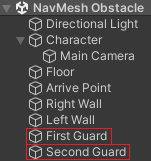 NavMesh Obstacle
Directional Light
Character
Main Camera
Floor
Arrive Point
Right Wall
Left Wall
First Guard
Second Guard